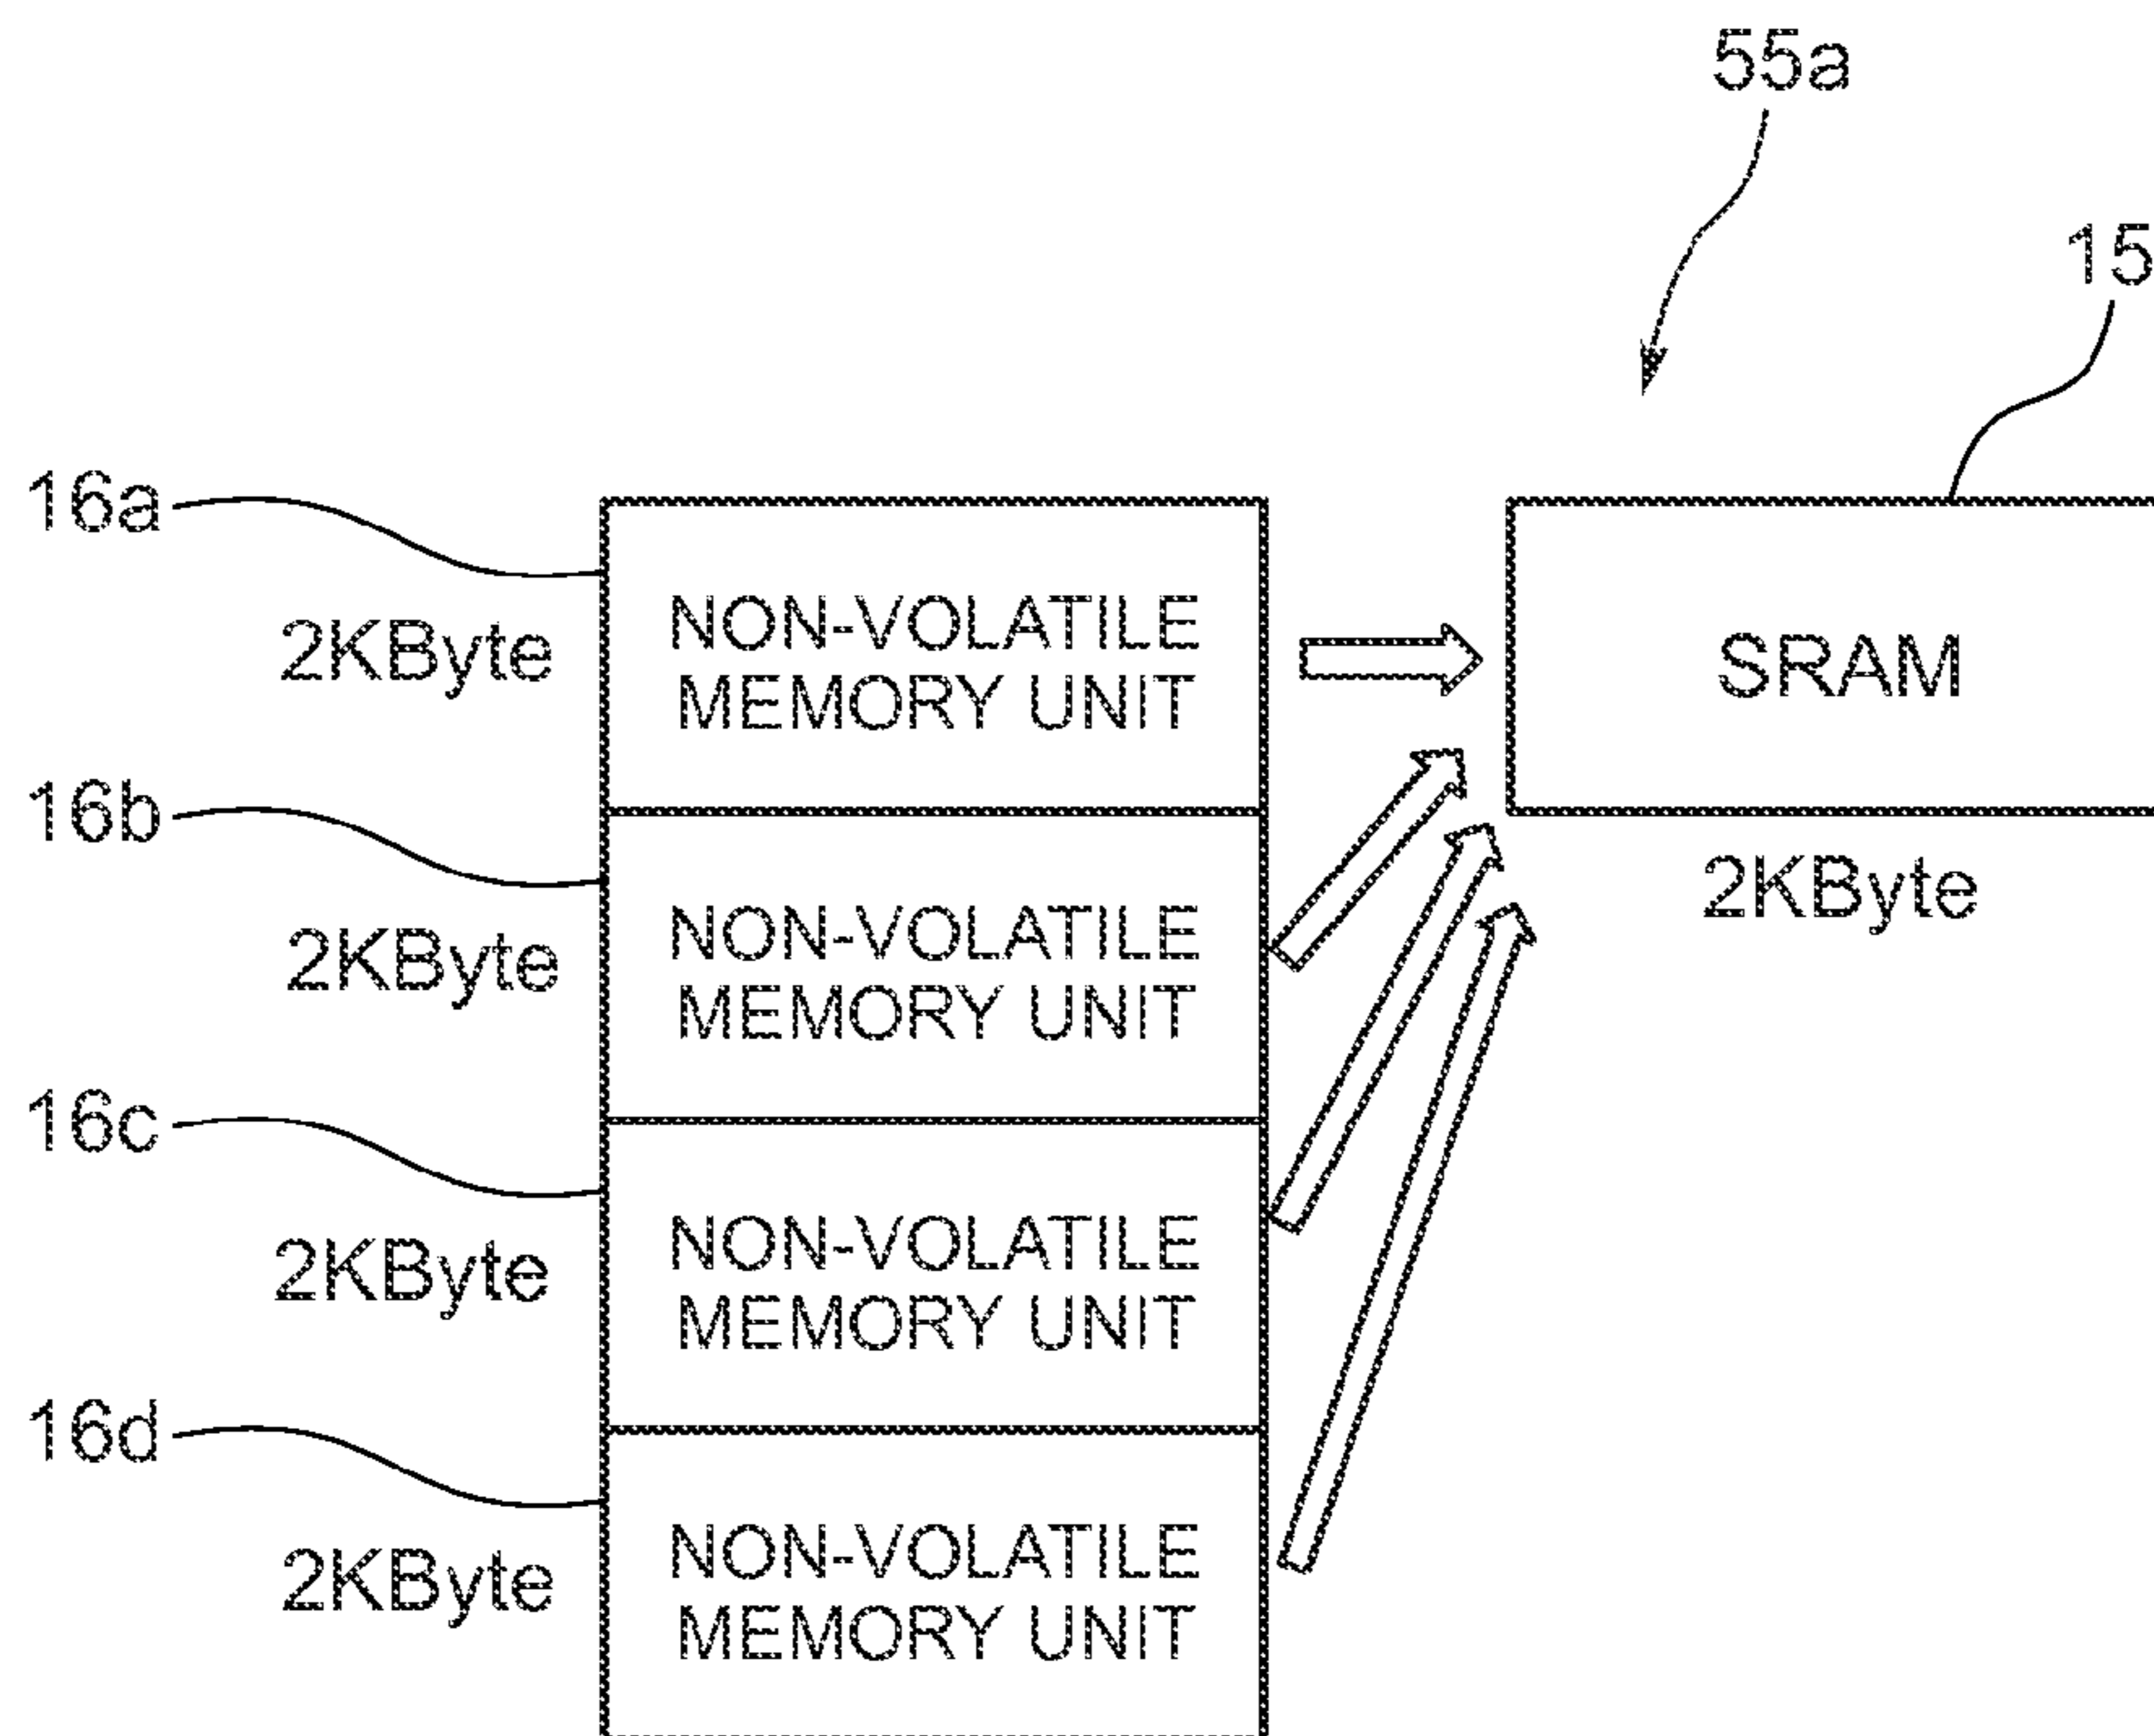 55a
15
16a
NON-VOLATILE
MEMORY UNIT
2KByte
SRAM
16b
2KByte
NON-VOLATILE
MEMORY UNIT
2KByte
16c
NON-VOLATILE
MEMORY UNIT
2KByte
16d
NON-VOLATILE
MEMORY UNIT
2KByte